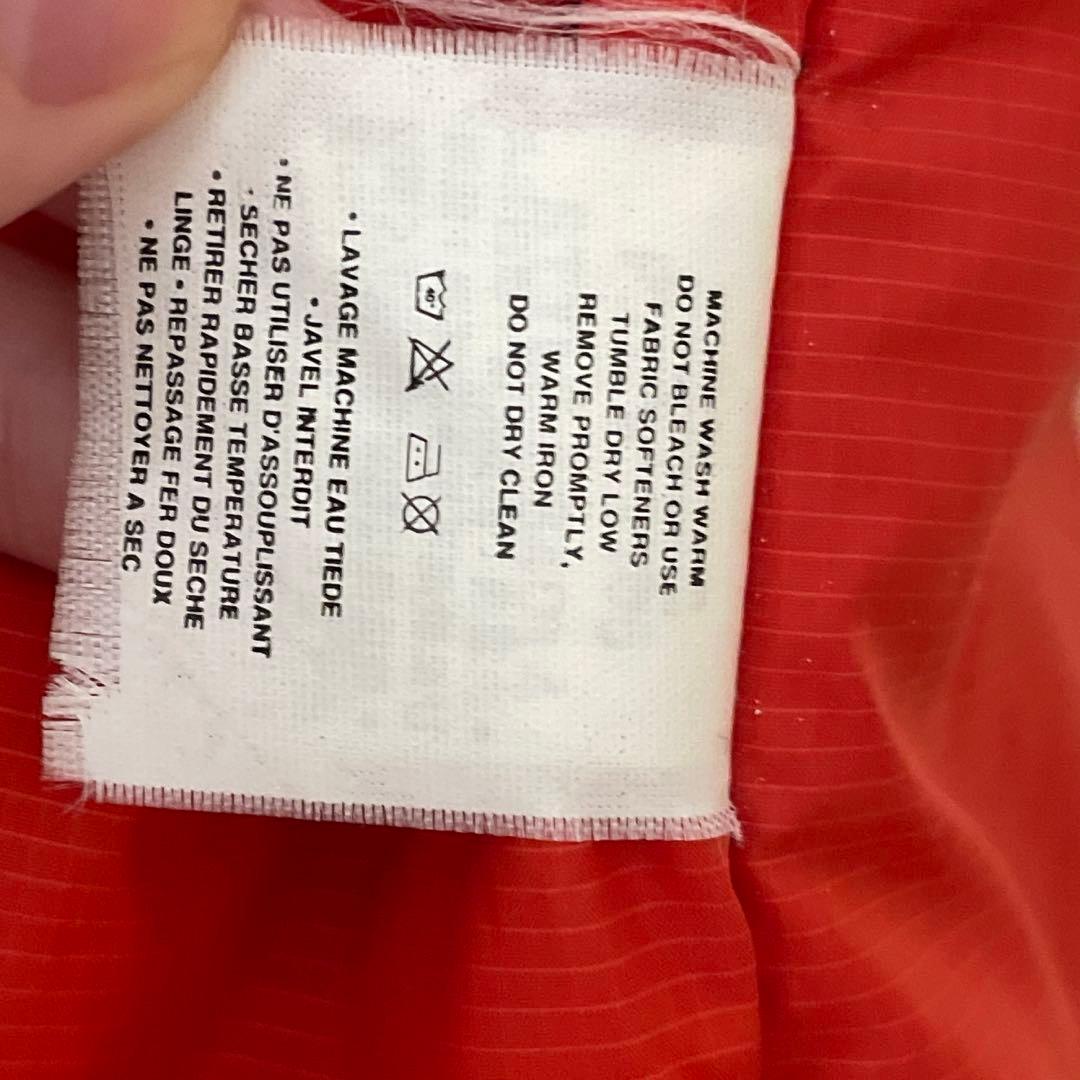 MACHINE WASH WARM
DO NOT BLEACH OR USE
FABRIC SOFTENERS
TUMBLE DRY LOW
REMOVE PROMPTLY,
WARM IRON
DO NOT DRY CLEAN
40°
• LAVAGE MACHINE EAU TIEDE
• JAVEL INTERDIT
• NE PAS UTILISER D'ASSOUPLISSANT
• SECHER BASSE TEMPERATURE
• RETIRER RAPIDEMENT DU SECHE
LINGE • REPASSAGE FER DOUX
• NE PAS NETTOYER A SEC